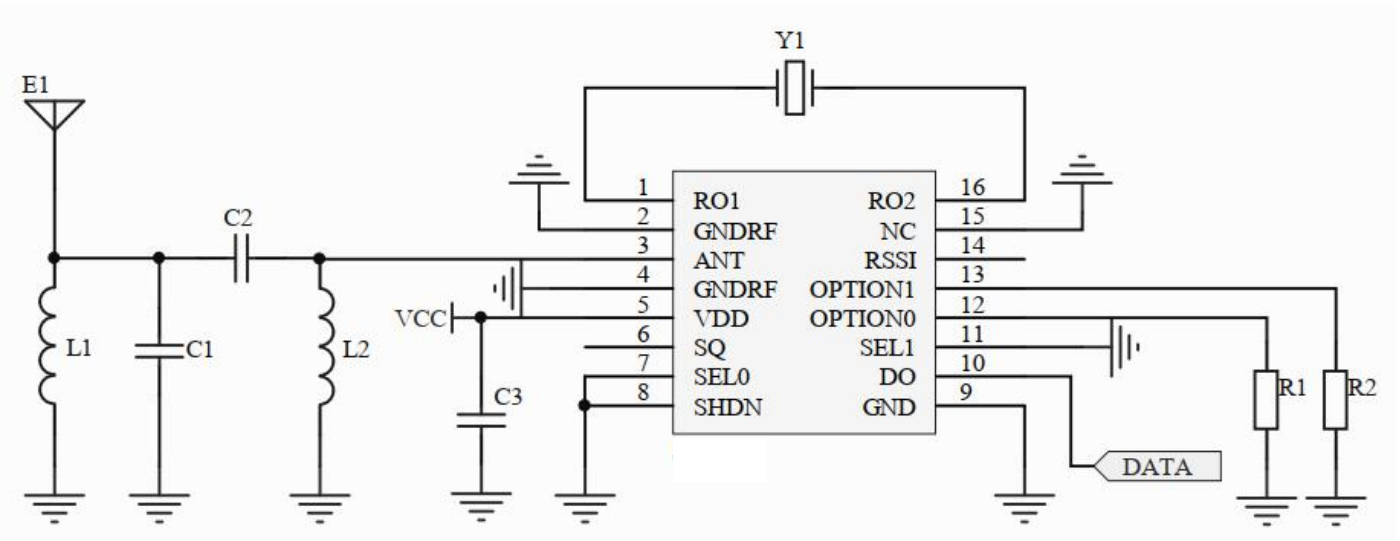 Y1
E1
1 RO1 RO2 16
2 GNDRF NC 15
C2
3 ANT RSSI 14
4 GNDRF OPTION1 13
VCC 5 VDD OPTION0 12
L1 C1 L2 6 SQ SEL1 11
7 SEL0 DO 10
C3 8 SHDN GND 9 R1 R2
DATA